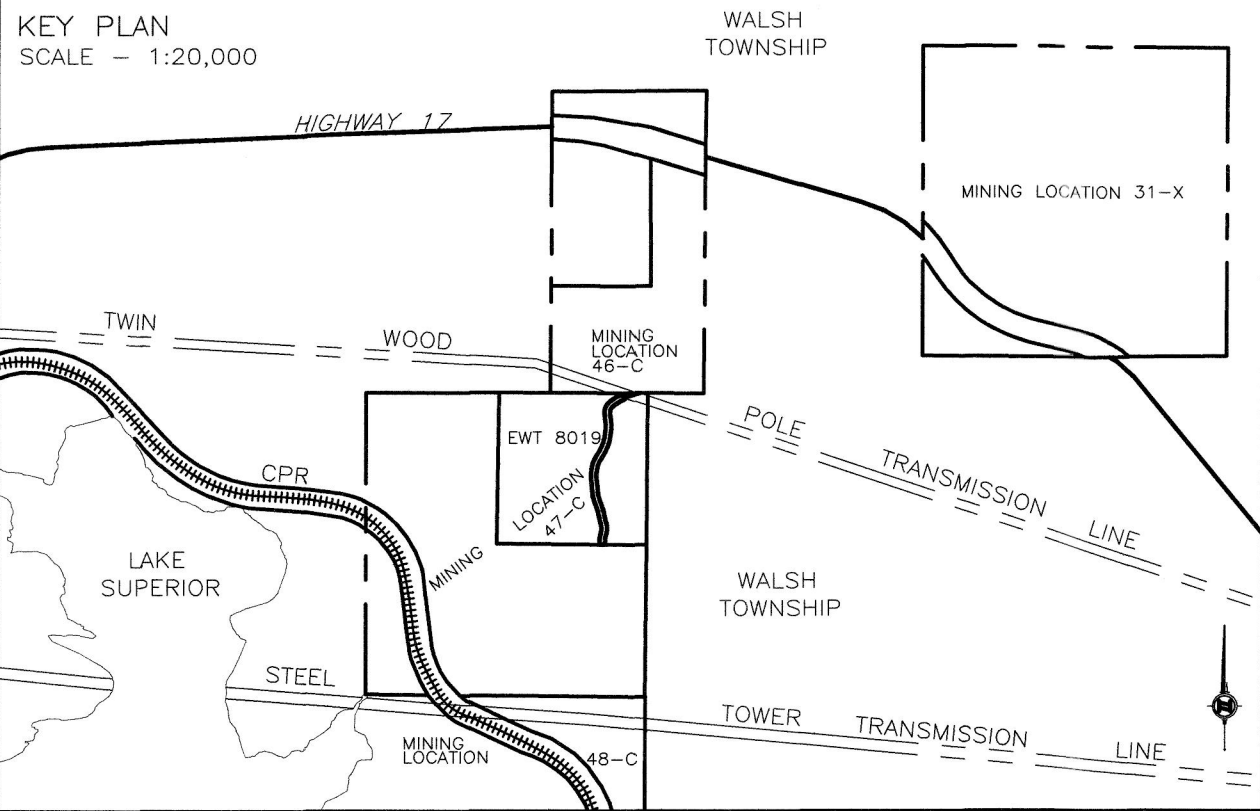 KEY PLAN
SCALE – 1:20,000
WALSH
TOWNSHIP
HIGHWAY 17
MINING LOCATION 31-X
TWIN
WOOD
POLE
TRANSMISSION
LINE
MINING
LOCATION
46-C
EWT 8019
MINING
LOCATION
47-C
CPR
LAKE
SUPERIOR
WALSH
TOWNSHIP
STEEL
TOWER
TRANSMISSION
LINE
MINING
LOCATION
48-C
N